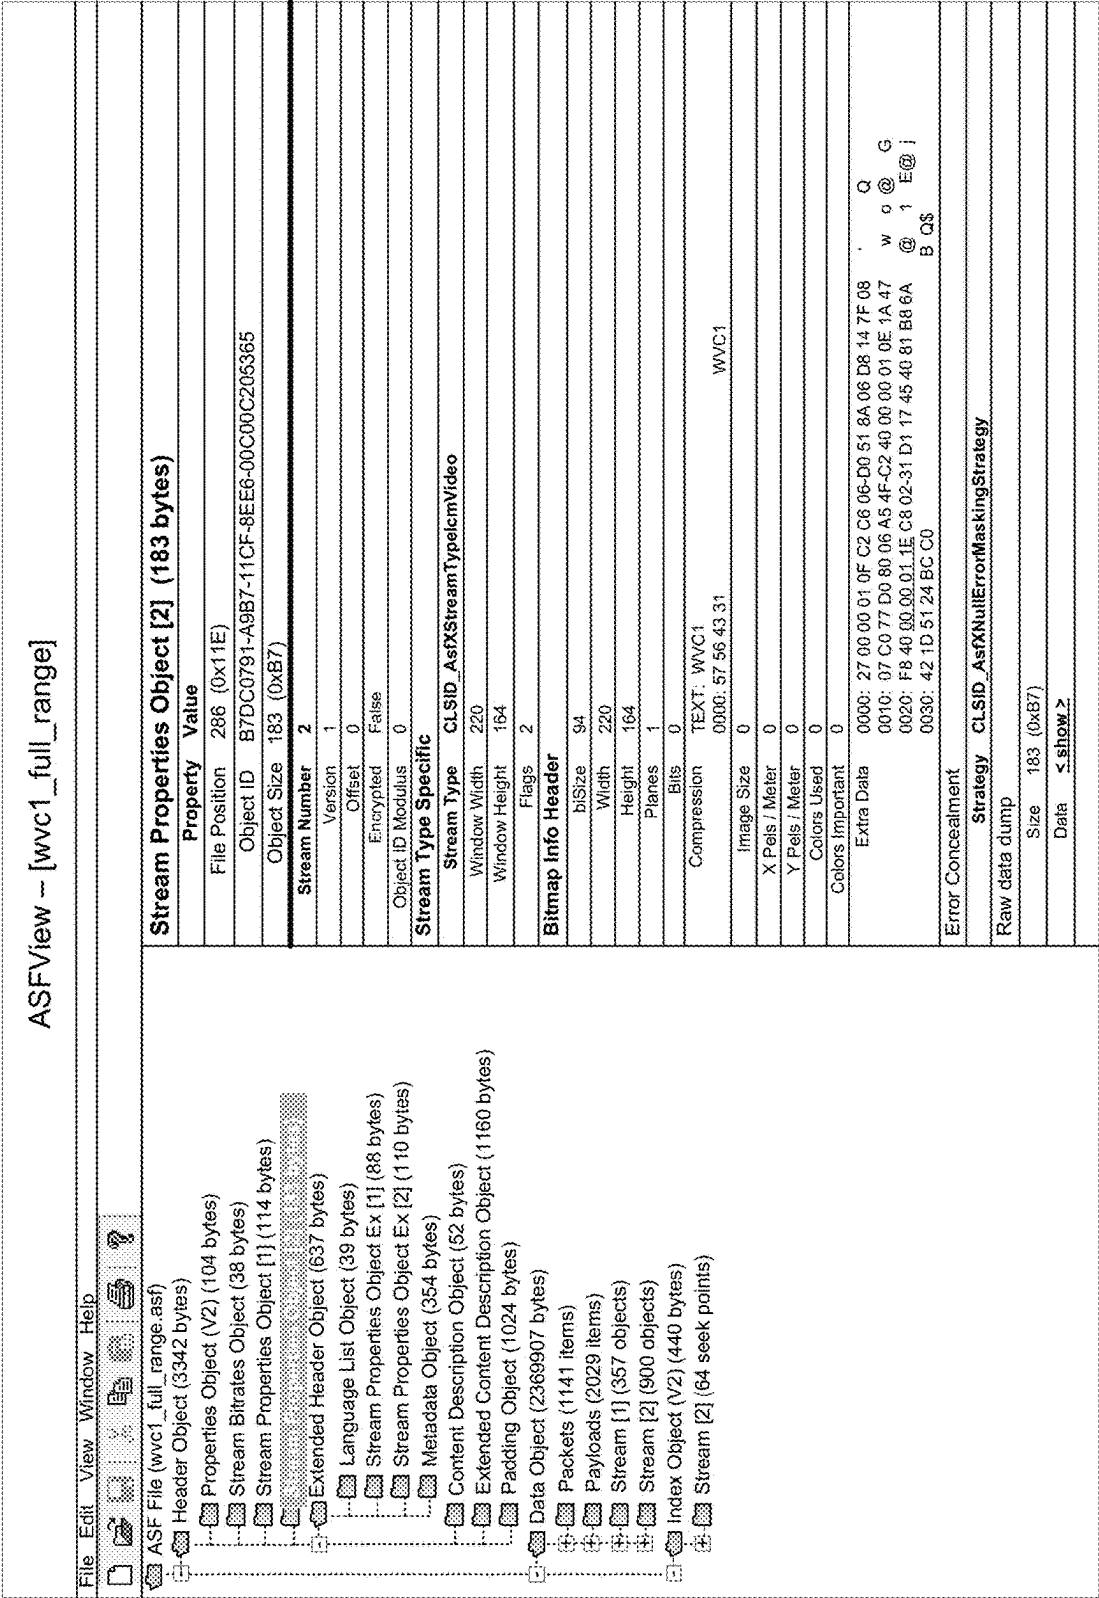 ASFView – [wvc1_full_range]
File Edit View Window Help
ASF File (wvc1_full_range.asf)
Header Object (3342 bytes)
Properties Object (V2) (104 bytes)
Stream Bitrates Object (38 bytes)
Stream Properties Object [1] (114 bytes)
Extended Header Object (637 bytes)
Language List Object (39 bytes)
Stream Properties Object Ex [1] (88 bytes)
Stream Properties Object Ex [2] (110 bytes)
Metadata Object (354 bytes)
Content Description Object (52 bytes)
Extended Content Description Object (1160 bytes)
Padding Object (1024 bytes)
Data Object (2369907 bytes)
Packets (1141 items)
Payloads (2029 items)
Stream [1] (357 objects)
Stream [2] (900 objects)
Index Object (V2) (440 bytes)
Stream [2] (64 seek points)
Stream Properties Object [2] (183 bytes)
Property Value
File Position 286 (0x11E)
Object ID B7DC0791-A9B7-11CF-8EE6-00C00C205365
Object Size 183 (0xB7)
Stream Number 2
Version 1
Offset 0
Encrypted False
Object ID Modulus 0
Stream Type Specific
Stream Type CLSID_AsfXStreamTypeIcmVideo
Window Width 220
Window Height 164
Flags 2
Bitmap Info Header
biSize 94
Width 220
Height 164
Planes 1
Bits 0
Compression TEXT: WVC1
0000: 57 56 43 31 WVC1
Image Size 0
X Pels / Meter 0
Y Pels / Meter 0
Colors Used 0
Colors Important 0
Extra Data 0000: 27 00 00 01 0F C2 C6 06-D0 51 8A 06 D8 14 7F 08 ' Q
0010: 07 C0 77 D0 80 06 A5 4F-C2 40 00 00 01 0E 1A 47 w o @ G
0020: F8 40 00 00 01 1E C8 02-31 D1 17 45 40 81 B8 6A @ 1 E@ j
0030: 42 1D 51 24 BC C0 B Q$
Error Concealment
Strategy CLSID_AsfXNullErrorMaskingStrategy
Raw data dump
Size 183 (0xB7)
Data < show >